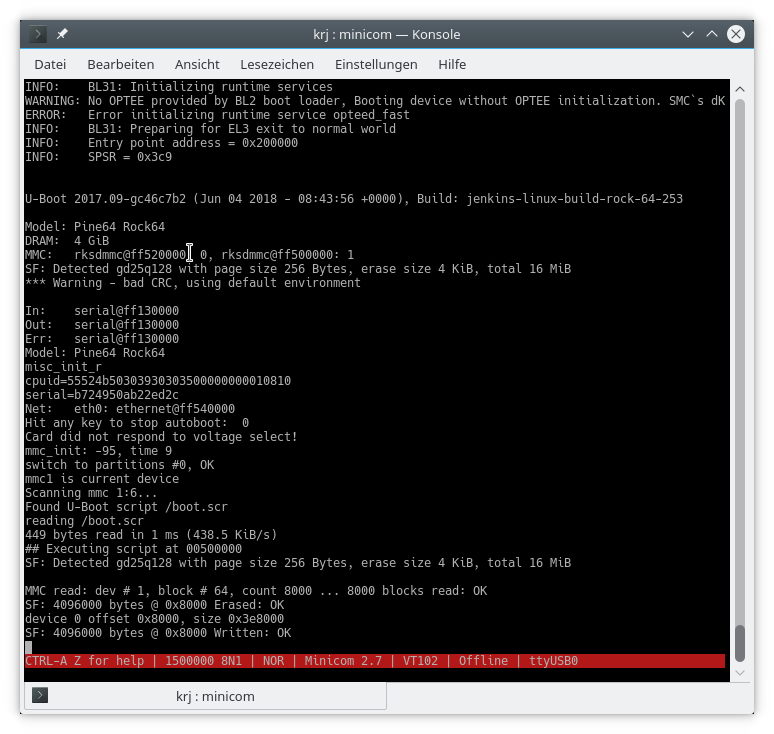 krj : minicom — Konsole
Datei Bearbeiten Ansicht Lesezeichen Einstellungen Hilfe
INFO:    BL31: Initializing runtime services
WARNING: No OPTEE provided by BL2 boot loader, Booting device without OPTEE initialization. SMC`s dK
ERROR:   Error initializing runtime service opteed_fast
INFO:    BL31: Preparing for EL3 exit to normal world
INFO:    Entry point address = 0x200000
INFO:    SPSR = 0x3c9
U-Boot 2017.09-gc46c7b2 (Jun 04 2018 - 08:43:56 +0000), Build: jenkins-linux-build-rock-64-253
Model: Pine64 Rock64
DRAM:  4 GiB
MMC:   rksdmmc@ff520000: 0, rksdmmc@ff500000: 1
SF: Detected gd25q128 with page size 256 Bytes, erase size 4 KiB, total 16 MiB
*** Warning - bad CRC, using default environment
In:    serial@ff130000
Out:   serial@ff130000
Err:   serial@ff130000
Model: Pine64 Rock64
misc_init_r
cpuid=55524b50303930303500000000010810
serial=b724950ab22ed2c
Net:   eth0: ethernet@ff540000
Hit any key to stop autoboot:  0
Card did not respond to voltage select!
mmc_init: -95, time 9
switch to partitions #0, OK
mmc1 is current device
Scanning mmc 1:6...
Found U-Boot script /boot.scr
reading /boot.scr
449 bytes read in 1 ms (438.5 KiB/s)
## Executing script at 00500000
SF: Detected gd25q128 with page size 256 Bytes, erase size 4 KiB, total 16 MiB
MMC read: dev # 1, block # 64, count 8000 ... 8000 blocks read: OK
SF: 4096000 bytes @ 0x8000 Erased: OK
device 0 offset 0x8000, size 0x3e8000
SF: 4096000 bytes @ 0x8000 Written: OK
CTRL-A Z for help | 1500000 8N1 | NOR | Minicom 2.7 | VT102 | Offline | ttyUSB0
krj : minicom